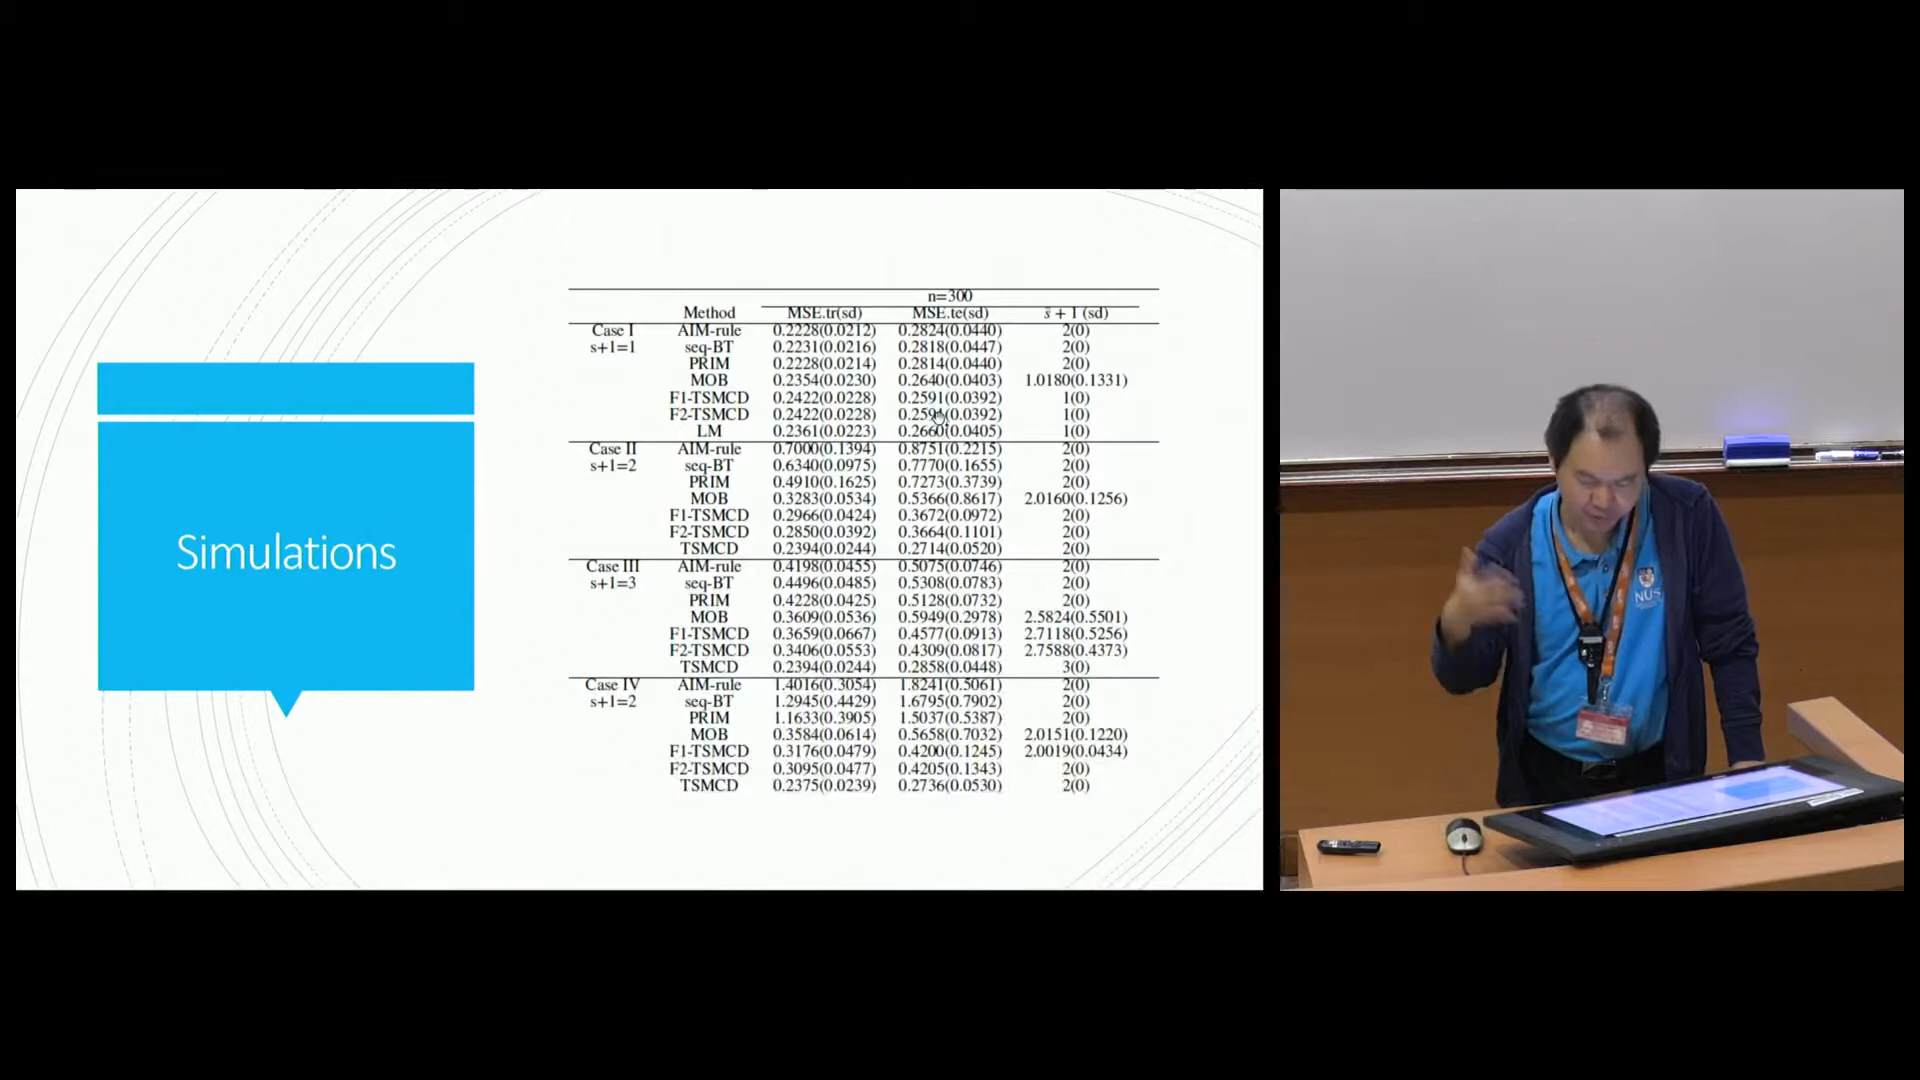 Simulations
n=300
Method MSE.tr(sd) MSE.te(sd) s̄ + 1 (sd)
Case I AIM-rule 0.2228(0.0212) 0.2824(0.0440) 2(0)
s+1=1 seq-BT 0.2231(0.0216) 0.2818(0.0447) 2(0)
PRIM 0.2228(0.0214) 0.2814(0.0440) 2(0)
MOB 0.2354(0.0230) 0.2640(0.0403) 1.0180(0.1331)
F1-TSMCD 0.2422(0.0228) 0.2591(0.0392) 1(0)
F2-TSMCD 0.2422(0.0228) 0.2591(0.0392) 1(0)
LM 0.2361(0.0223) 0.2660(0.0405) 1(0)
Case II AIM-rule 0.7000(0.1394) 0.8751(0.2215) 2(0)
s+1=2 seq-BT 0.6340(0.0975) 0.7770(0.1655) 2(0)
PRIM 0.4910(0.1625) 0.7273(0.3739) 2(0)
MOB 0.3283(0.0534) 0.5366(0.8617) 2.0160(0.1256)
F1-TSMCD 0.2966(0.0424) 0.3672(0.0972) 2(0)
F2-TSMCD 0.2850(0.0392) 0.3664(0.1101) 2(0)
TSMCD 0.2394(0.0244) 0.2714(0.0520) 2(0)
Case III AIM-rule 0.4198(0.0455) 0.5075(0.0746) 2(0)
s+1=3 seq-BT 0.4496(0.0485) 0.5308(0.0783) 2(0)
PRIM 0.4228(0.0425) 0.5128(0.0732) 2(0)
MOB 0.3609(0.0536) 0.5949(0.2978) 2.5824(0.5501)
F1-TSMCD 0.3659(0.0667) 0.4577(0.0913) 2.7118(0.5256)
F2-TSMCD 0.3406(0.0553) 0.4309(0.0817) 2.7588(0.4373)
TSMCD 0.2394(0.0244) 0.2858(0.0448) 3(0)
Case IV AIM-rule 1.4016(0.3054) 1.8241(0.5061) 2(0)
s+1=2 seq-BT 1.2945(0.4429) 1.6795(0.7902) 2(0)
PRIM 1.1633(0.3905) 1.5037(0.5387) 2(0)
MOB 0.3584(0.0614) 0.5658(0.7032) 2.0151(0.1220)
F1-TSMCD 0.3176(0.0479) 0.4200(0.1245) 2.0019(0.0434)
F2-TSMCD 0.3095(0.0477) 0.4205(0.1343) 2(0)
TSMCD 0.2375(0.0239) 0.2736(0.0530) 2(0)
NUS